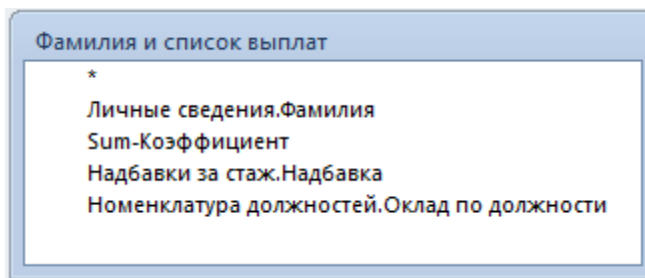 Фамилия и список выплат
*
Личные сведения.Фамилия
Sum-Коэффициент
Надбавки за стаж.Надбавка
Номенклатура должностей.Оклад по должности